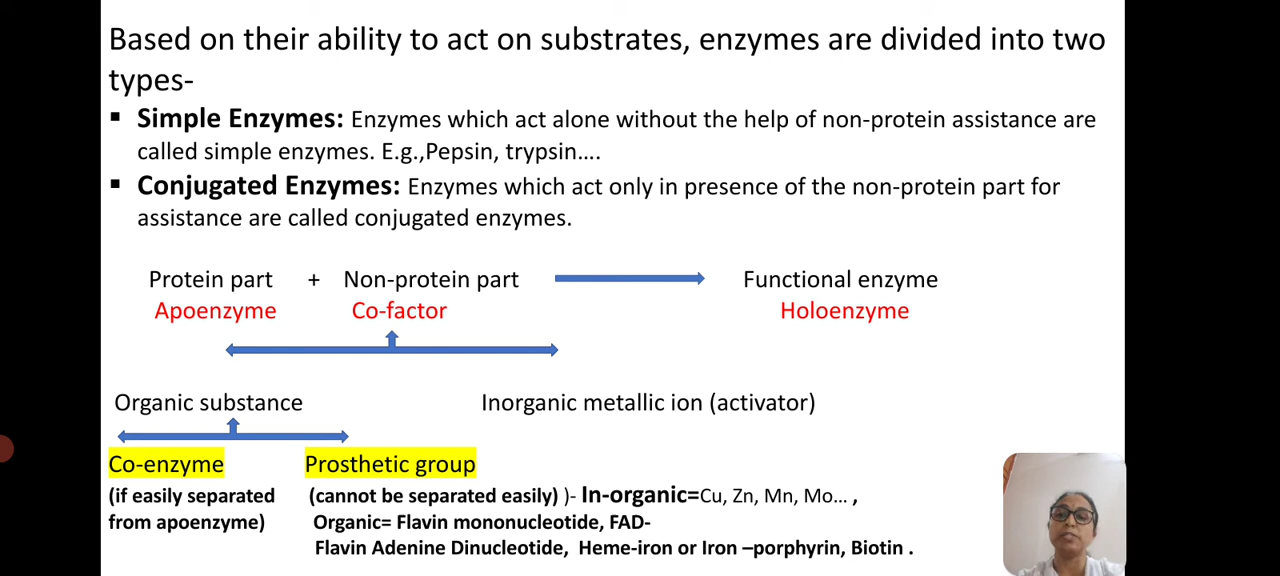 Based on their ability to act on substrates, enzymes are divided into two
types-
▪ Simple Enzymes: Enzymes which act alone without the help of non-protein assistance are
called simple enzymes. E.g.,Pepsin, trypsin....
▪ Conjugated Enzymes: Enzymes which act only in presence of the non-protein part for
assistance are called conjugated enzymes.
Protein part + Non-protein part Functional enzyme
Apoenzyme Co-factor Holoenzyme
Organic substance Inorganic metallic ion (activator)
Co-enzyme Prosthetic group
(if easily separated (cannot be separated easily) )- In-organic=Cu, Zn, Mn, Mo... ,
from apoenzyme) Organic= Flavin mononucleotide, FAD-
Flavin Adenine Dinucleotide, Heme-iron or Iron –porphyrin, Biotin .